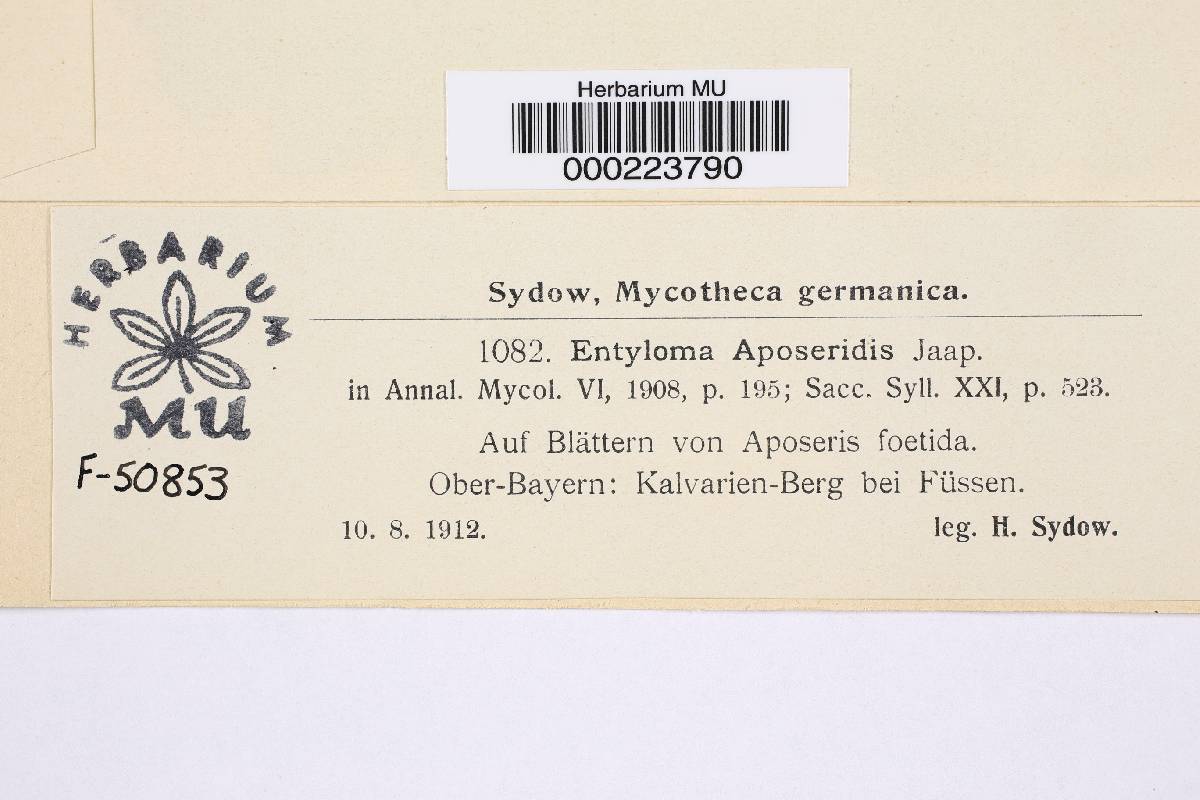 Herbarium MU
000223790
HERBARIUM
MU
F-50853
Sydow, Mycotheca germanica.
1082. Entyloma Aposeridis Jaap.
in Annal. Mycol. VI, 1908, p. 195; Sacc. Syll. XXI, p. 523.
Auf Blättern von Aposeris foetida.
Ober-Bayern: Kalvarien-Berg bei Füssen.
10. 8. 1912. leg. H. Sydow.